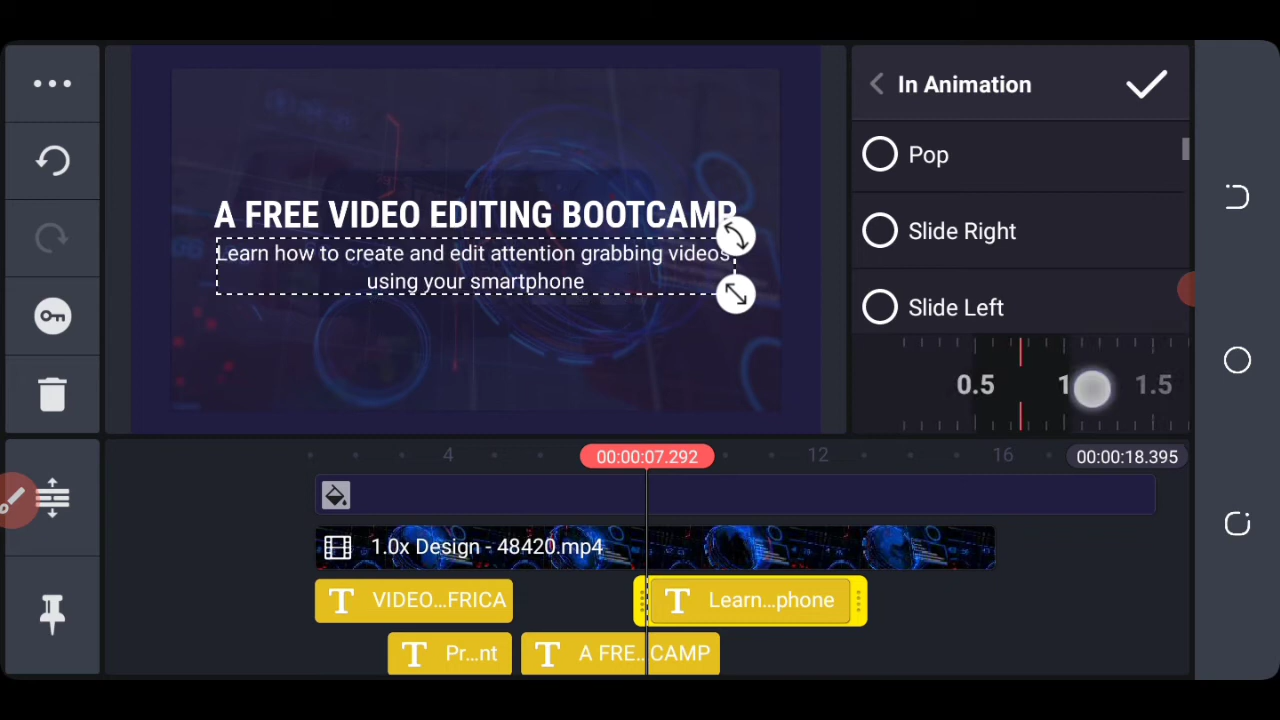 In Animation
Pop
Slide Right
Slide Left
0.5
1
1.5
A FREE VIDEO EDITING BOOTCAMP
Learn how to create and edit attention grabbing videos
using your smartphone
4
00:00:07.292
12
16
00:00:18.395
1.0x Design - 48420.mp4
T VIDEO...FRICA
T Learn...phone
T Pr...nt
T A FRE...CAMP